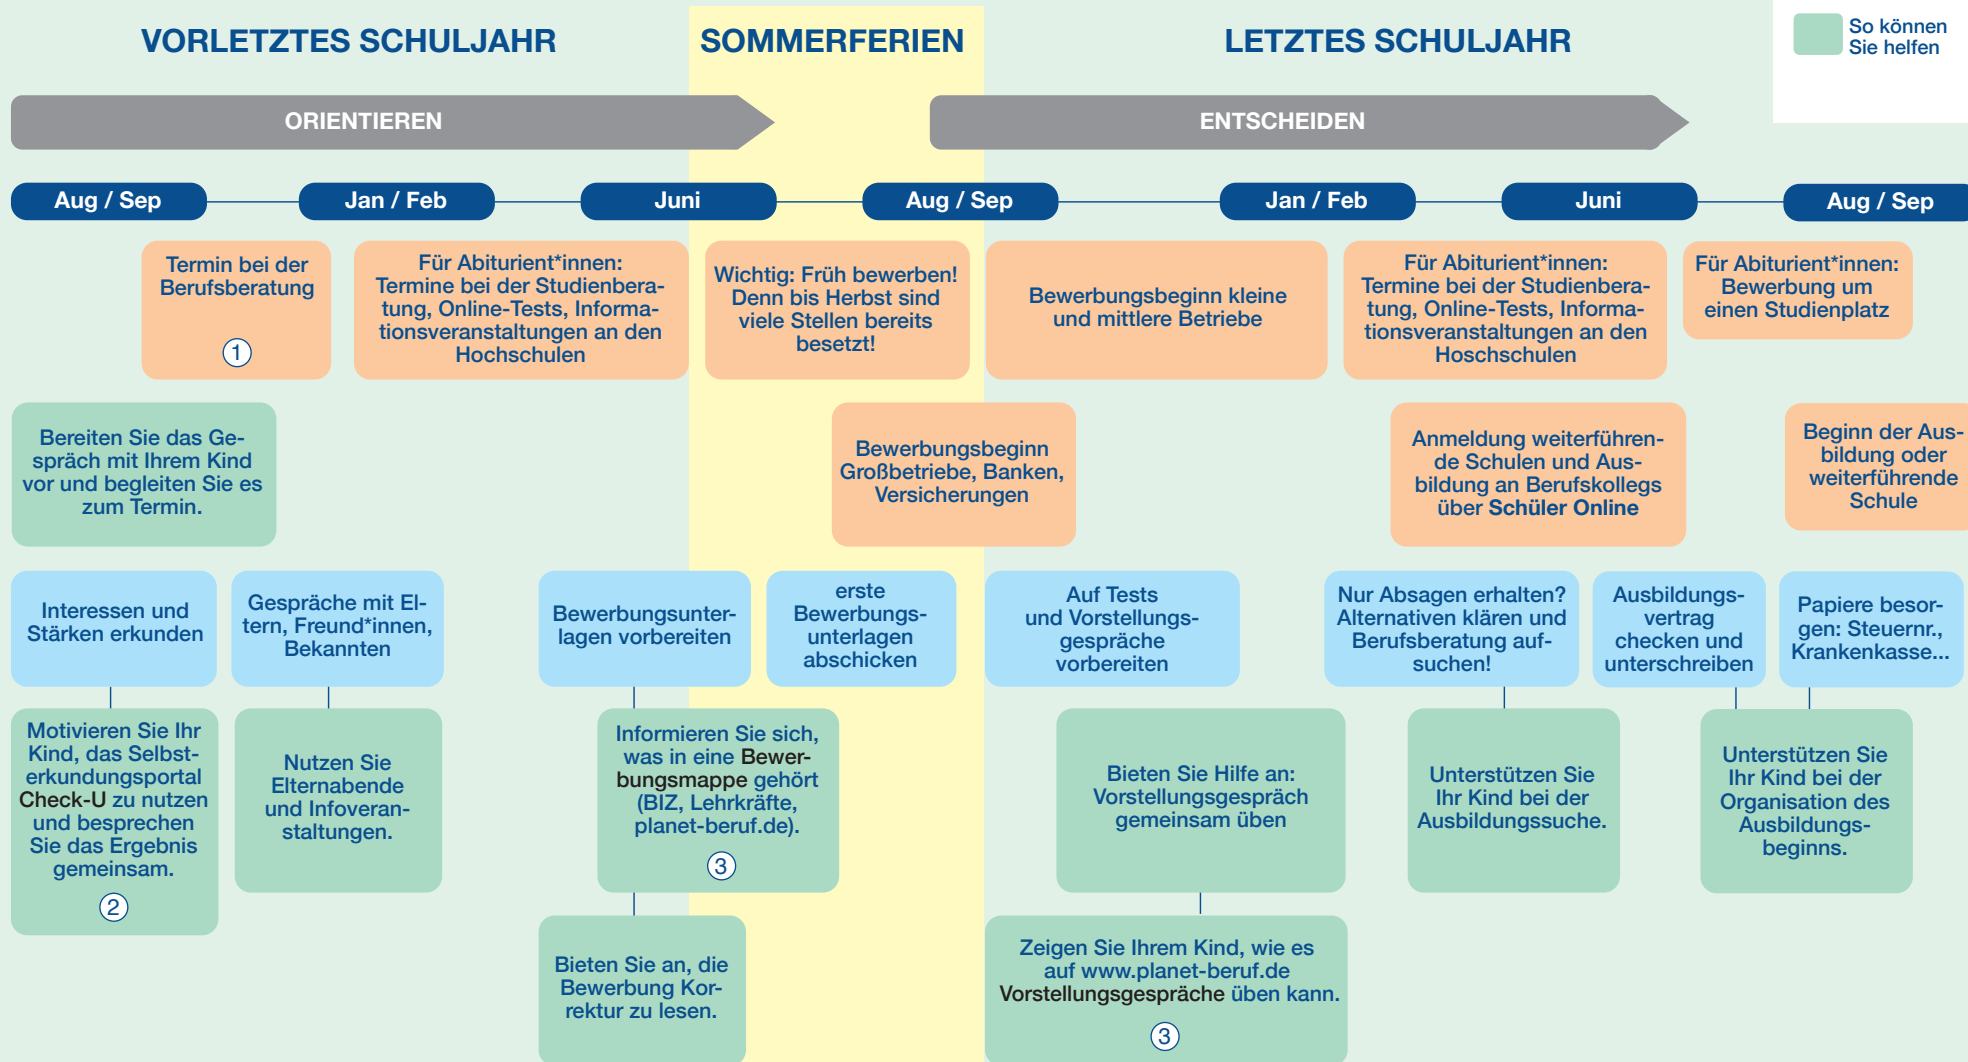 VORLETZTES SCHULJAHR
SOMMERFERIEN
LETZTES SCHULJAHR
So können
Sie helfen
ORIENTIEREN
ENTSCHEIDEN
Aug / Sep
Jan / Feb
Juni
Aug / Sep
Jan / Feb
Juni
Aug / Sep
Termin bei der
Berufsberatung
1
Für Abiturient*innen:
Termine bei der Studienbera-
tung, Online-Tests, Informa-
tionsveranstaltungen an den
Hochschulen
Wichtig: Früh bewerben!
Denn bis Herbst sind
viele Stellen bereits
besetzt!
Bewerbungsbeginn kleine
und mittlere Betriebe
Für Abiturient*innen:
Termine bei der Studienbera-
tung, Online-Tests, Informa-
tionsveranstaltungen an den
Hoschschulen
Für Abiturient*innen:
Bewerbung um
einen Studienplatz
Bereiten Sie das Ge-
spräch mit Ihrem Kind
vor und begleiten Sie es
zum Termin.
Bewerbungsbeginn
Großbetriebe, Banken,
Versicherungen
Anmeldung weiterführen-
de Schulen und Aus-
bildung an Berufskollegs
über Schüler Online
Beginn der Aus-
bildung oder
weiterführende
Schule
Interessen und
Stärken erkunden
Gespräche mit El-
tern, Freund*innen,
Bekannten
Bewerbungsunter-
lagen vorbereiten
erste
Bewerbungs-
unterlagen
abschicken
Auf Tests
und Vorstellungs-
gespräche
vorbereiten
Nur Absagen erhalten?
Alternativen klären und
Berufsberatung auf-
suchen!
Ausbildungs-
vertrag
checken und
unterschreiben
Papiere besor-
gen: Steuernr.,
Krankenkasse...
Motivieren Sie Ihr
Kind, das Selbst-
erkundungsportal
Check-U zu nutzen
und besprechen
Sie das Ergebnis
gemeinsam.
2
Nutzen Sie
Elternabende
und Infoveran-
staltungen.
Informieren Sie sich,
was in eine Bewer-
bungsmappe gehört
(BIZ, Lehrkräfte,
planet-beruf.de).
3
Bieten Sie Hilfe an:
Vorstellungsgespräch
gemeinsam üben
Unterstützen Sie
Ihr Kind bei der
Ausbildungssuche.
Unterstützen Sie
Ihr Kind bei der
Organisation des
Ausbildungs-
beginns.
Bieten Sie an, die
Bewerbung Kor-
rektur zu lesen.
Zeigen Sie Ihrem Kind, wie es
auf www.planet-beruf.de
Vorstellungsgespräche üben kann.
3